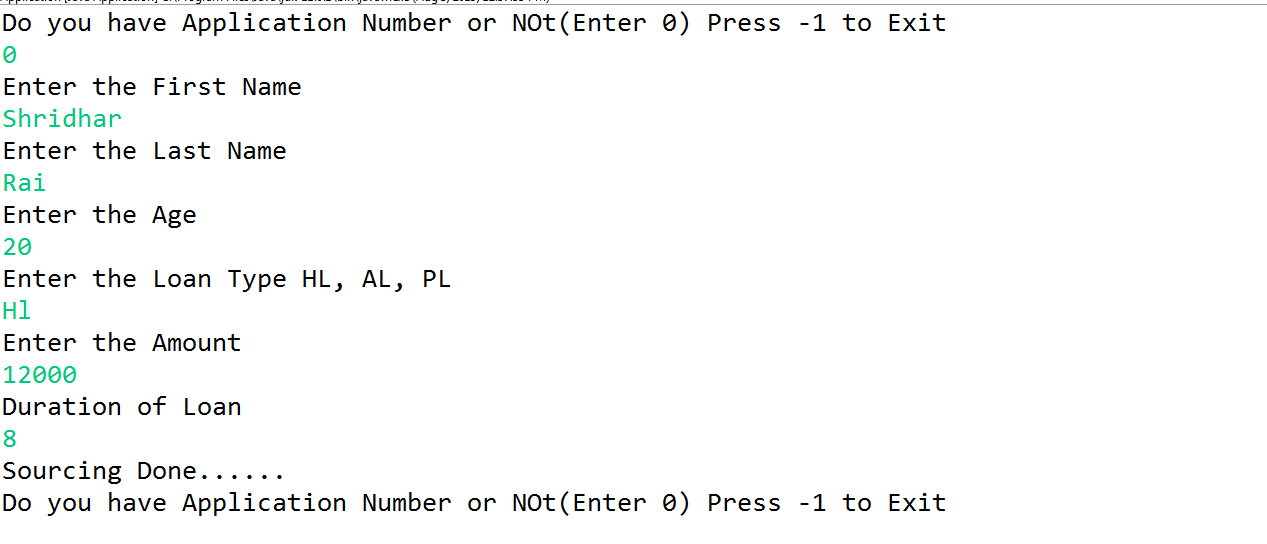 Do you have Application Number or NOt(Enter 0) Press -1 to Exit
0
Enter the First Name
Shridhar
Enter the Last Name
Rai
Enter the Age
20
Enter the Loan Type HL, AL, PL
Hl
Enter the Amount
12000
Duration of Loan
8
Sourcing Done......
Do you have Application Number or NOt(Enter 0) Press -1 to Exit